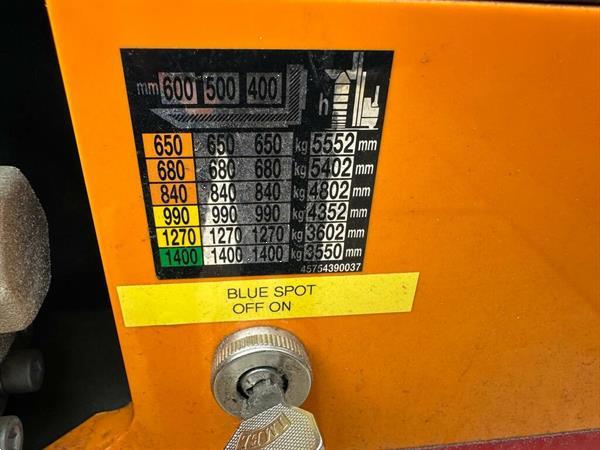 mm 600 500 400 h
650 650 650 kg 5552 mm
680 680 680 kg 5402 mm
840 840 840 kg 4802 mm
990 990 990 kg 4352 mm
1270 1270 1270 kg 3602 mm
1400 1400 1400 kg 3550 mm
45754390037
BLUE SPOT
OFF ON